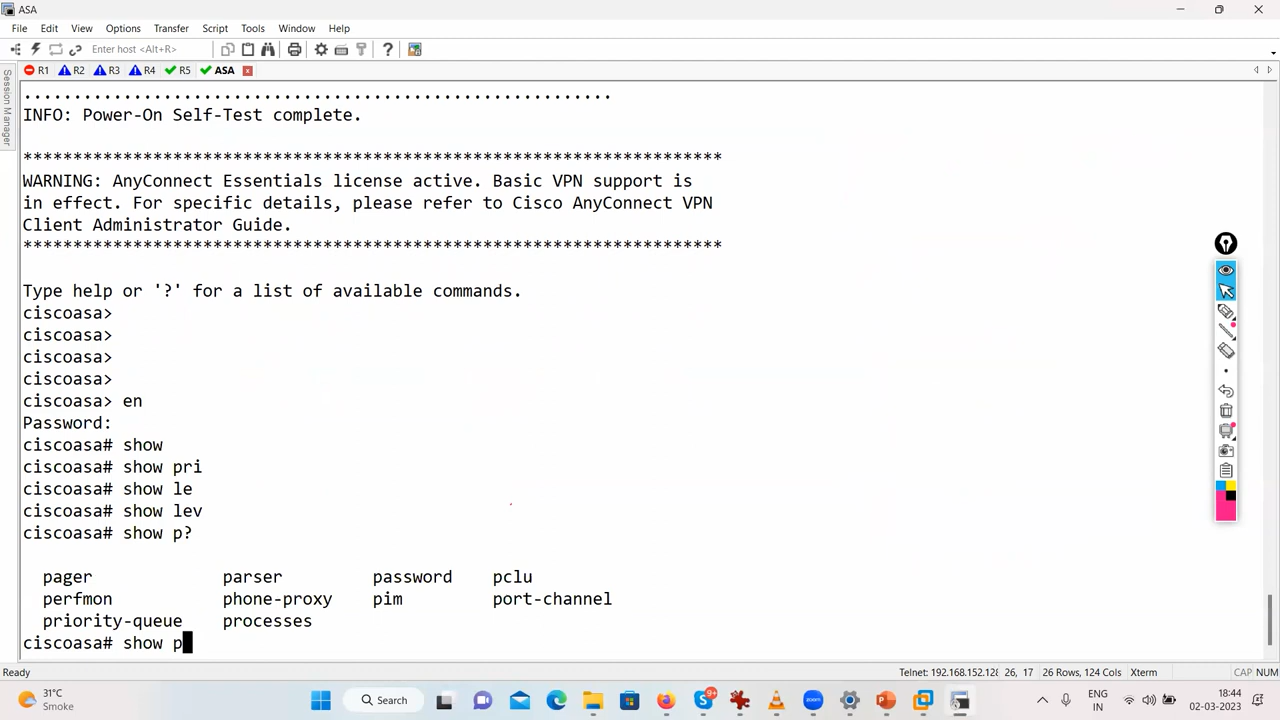 ASA
File Edit View Options Transfer Script Tools Window Help
Enter host <Alt+R>
Session Manager
R1 R2 R3 R4 R5 ASA x
...........................................................
INFO: Power-On Self-Test complete.
**********************************************************************
WARNING: AnyConnect Essentials license active. Basic VPN support is
in effect. For specific details, please refer to Cisco AnyConnect VPN
Client Administrator Guide.
**********************************************************************
Type help or '?' for a list of available commands.
ciscoasa>
ciscoasa>
ciscoasa>
ciscoasa>
ciscoasa> en
Password:
ciscoasa# show
ciscoasa# show pri
ciscoasa# show le
ciscoasa# show lev
ciscoasa# show p?
pager parser password pclu
perfmon phone-proxy pim port-channel
priority-queue processes
ciscoasa# show p
Ready Telnet: 192.168.152.128 26, 17 26 Rows, 124 Cols Xterm CAP NUM
31°C
Smoke
Search
9+
ENG
IN
18:44
02-03-2023